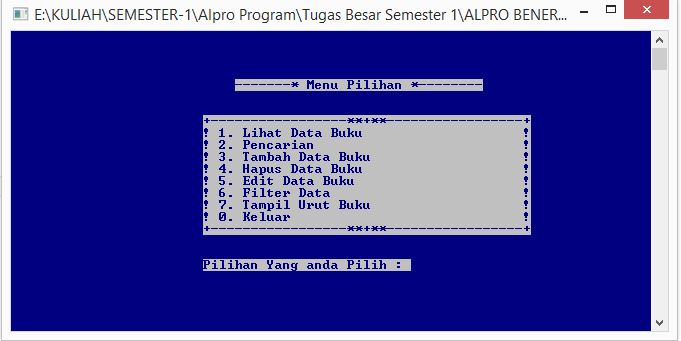 E:\KULIAH\SEMESTER-1\Alpro Program\Tugas Besar Semester 1\ALPRO BENER...
-------* Menu Pilihan *--------
+-----------------**+**-----------------+
! 1. Lihat Data Buku !
! 2. Pencarian !
! 3. Tambah Data Buku !
! 4. Hapus Data Buku !
! 5. Edit Data Buku !
! 6. Filter Data !
! 7. Tampil Urut Buku !
! 0. Keluar !
+-----------------**+**-----------------+
Pilihan Yang anda Pilih :